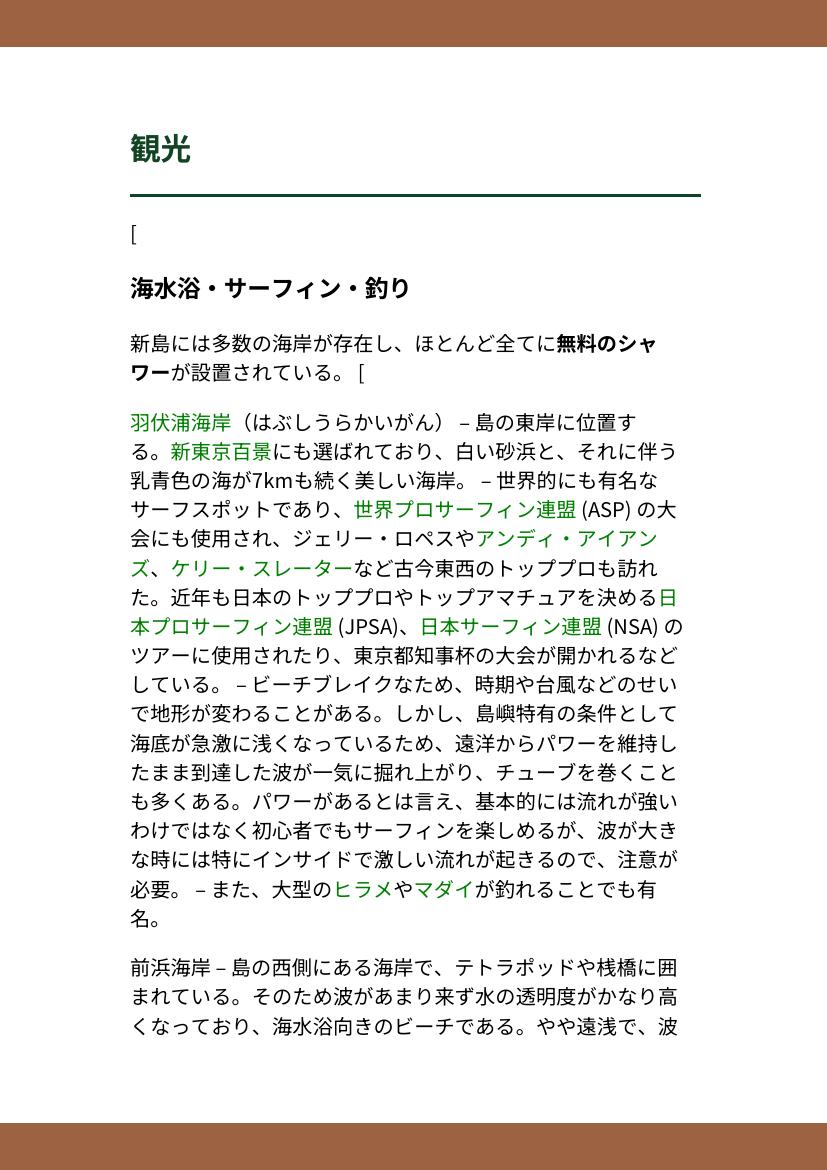 観光
[
海水浴・サーフィン・釣り
新島には多数の海岸が存在し、ほとんど全てに無料のシャ
ワーが設置されている。 [
羽伏浦海岸（はぶしうらかいがん） – 島の東岸に位置す
る。新東京百景にも選ばれており、白い砂浜と、それに伴う
乳青色の海が7kmも続く美しい海岸。 – 世界的にも有名な
サーフスポットであり、世界プロサーフィン連盟 (ASP) の大
会にも使用され、ジェリー・ロペスやアンディ・アイアン
ズ、ケリー・スレーターなど古今東西のトッププロも訪れ
た。近年も日本のトッププロやトップアマチュアを決める日
本プロサーフィン連盟 (JPSA)、日本サーフィン連盟 (NSA) の
ツアーに使用されたり、東京都知事杯の大会が開かれるなど
している。 – ビーチブレイクなため、時期や台風などのせい
で地形が変わることがある。しかし、島嶼特有の条件として
海底が急激に浅くなっているため、遠洋からパワーを維持し
たまま到達した波が一気に掘れ上がり、チューブを巻くこと
も多くある。パワーがあるとは言え、基本的には流れが強い
わけではなく初心者でもサーフィンを楽しめるが、波が大き
な時には特にインサイドで激しい流れが起きるので、注意が
必要。 – また、大型のヒラメやマダイが釣れることでも有
名。
前浜海岸 – 島の西側にある海岸で、テトラポッドや桟橋に囲
まれている。そのため波があまり来ず水の透明度がかなり高
くなっており、海水浴向きのビーチである。やや遠浅で、波